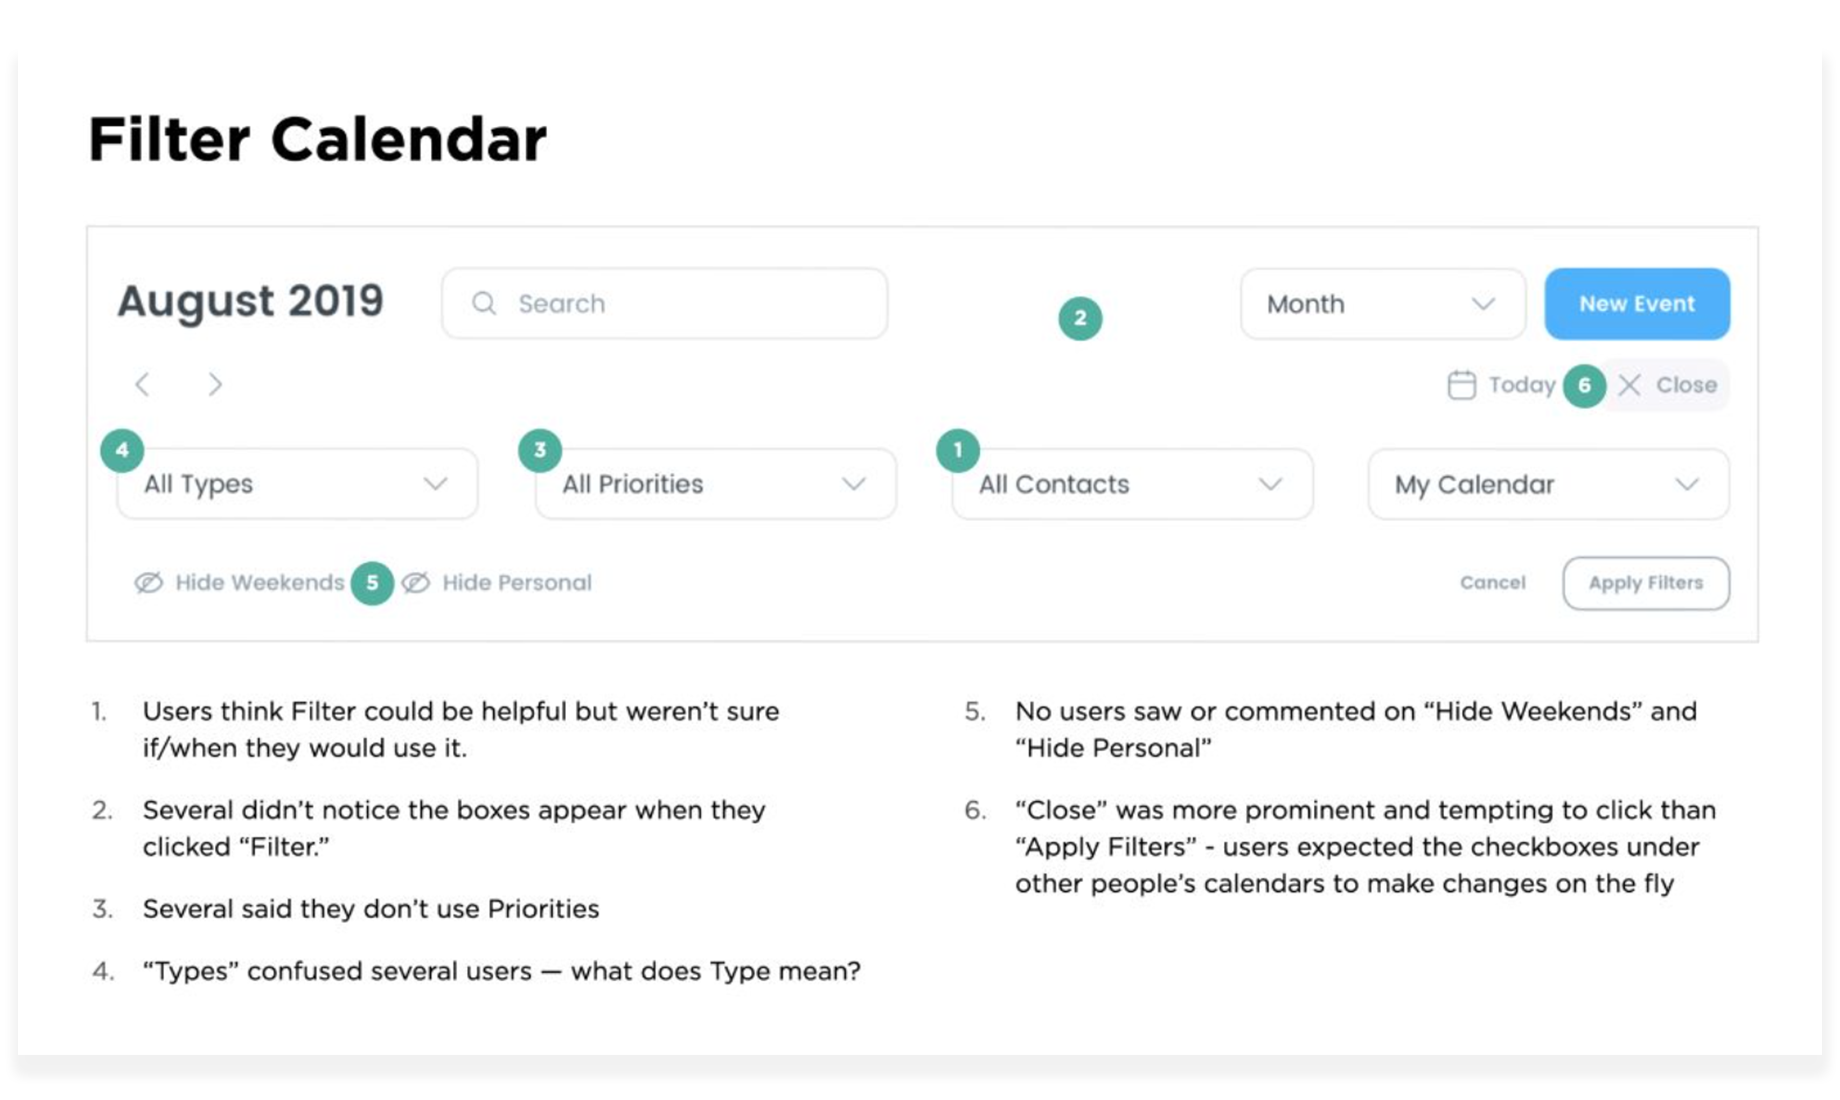 Filter Calendar
August 2019
Search
2
Month
New Event
Today
6
Close
4
All Types
3
All Priorities
1
All Contacts
My Calendar
Hide Weekends
5
Hide Personal
Cancel
Apply Filters
1. Users think Filter could be helpful but weren’t sure
if/when they would use it.
2. Several didn’t notice the boxes appear when they
clicked “Filter.”
3. Several said they don’t use Priorities
4. “Types” confused several users — what does Type mean?
5. No users saw or commented on “Hide Weekends” and
“Hide Personal”
6. “Close” was more prominent and tempting to click than
“Apply Filters” - users expected the checkboxes under
other people’s calendars to make changes on the fly